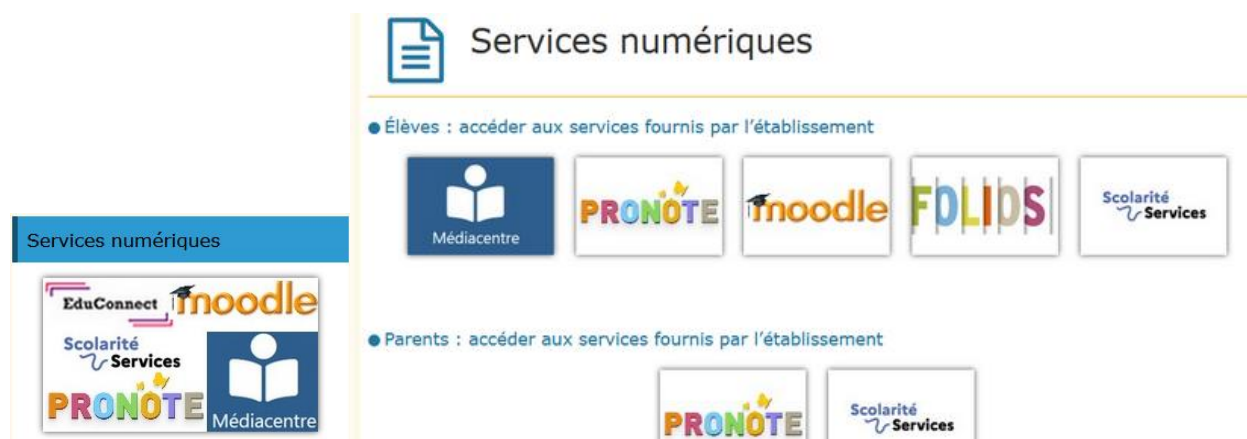 Services numériques
EduConnect moodle
Scolarité
Services
PRONOTE Médiacentre
Services numériques
Élèves : accéder aux services fournis par l'établissement
Médiacentre
PRONOTE
moodle
FOLIOS
Scolarité
Services
Parents : accéder aux services fournis par l'établissement
PRONOTE
Scolarité
Services